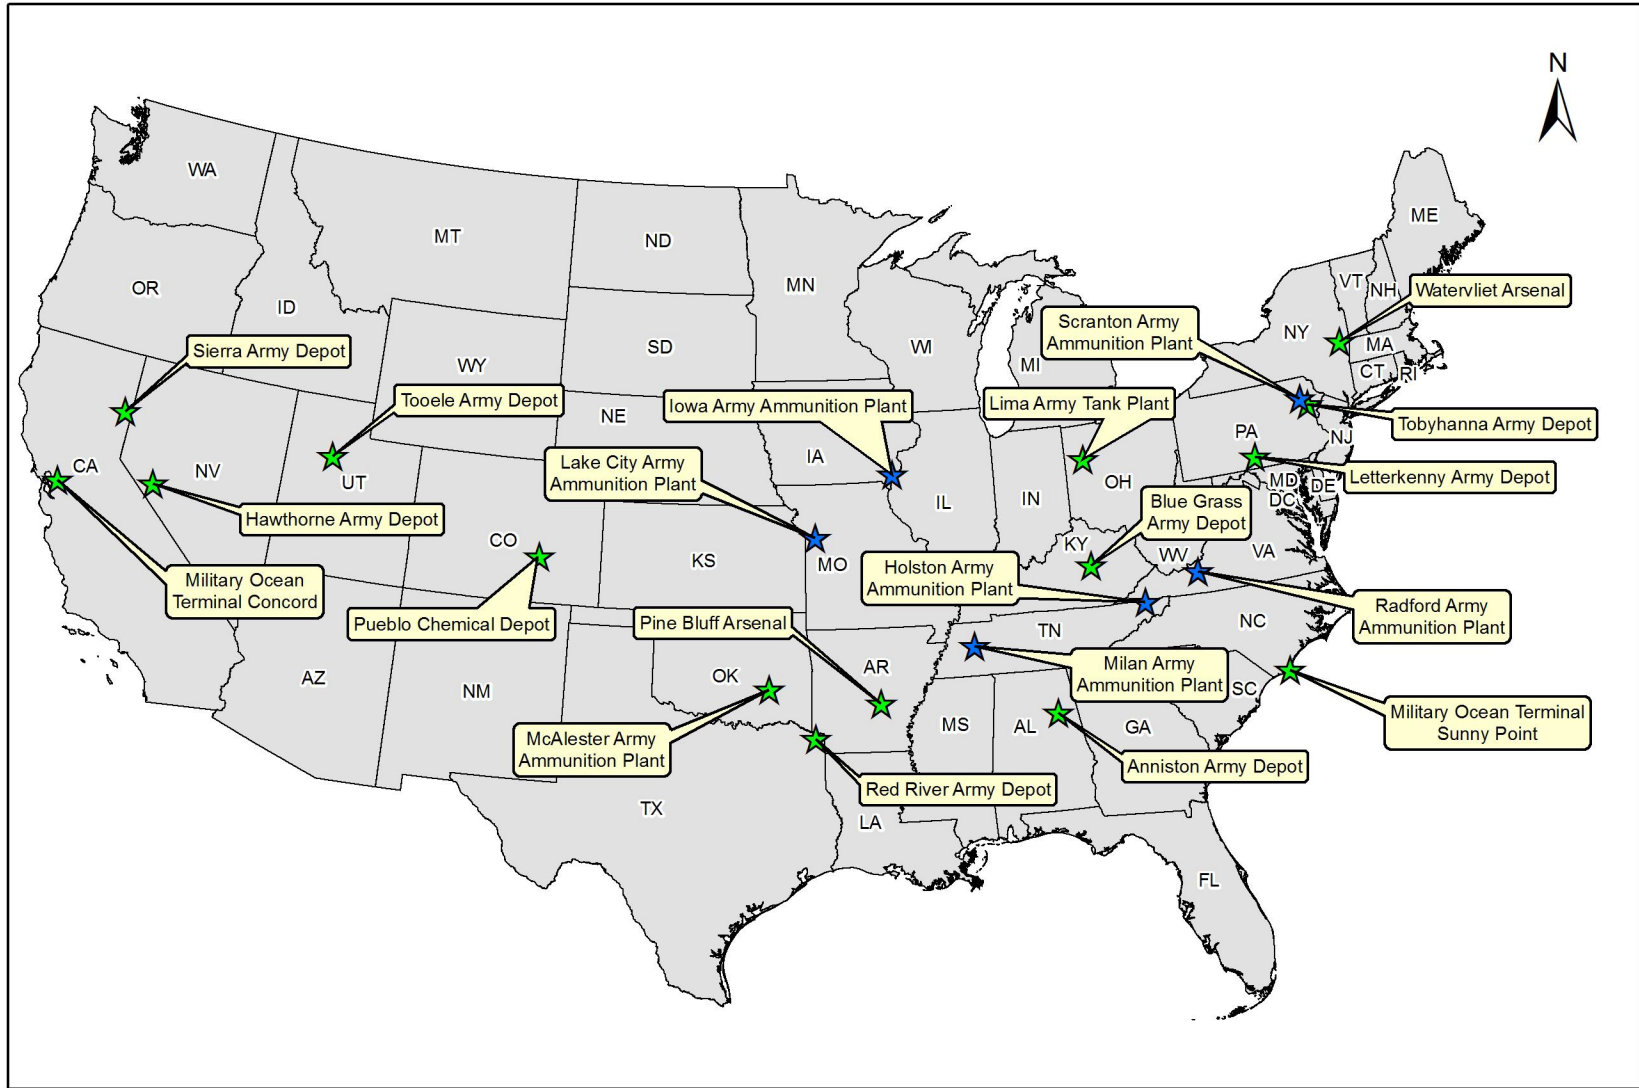 N
WA
MT
ND
ME
OR
ID
MN
VT
NH
Watervliet Arsenal
Scranton Army
Ammunition Plant
NY
MA
Sierra Army Depot
SD
WI
MI
CT
RI
WY
Tooele Army Depot
Iowa Army Ammunition Plant
Lima Army Tank Plant
NE
Tobyhanna Army Depot
PA
NJ
CA
NV
UT
Lake City Army
Ammunition Plant
IA
OH
Letterkenny Army Depot
MD
DE
DC
IL
IN
Blue Grass
Army Depot
Hawthorne Army Depot
CO
KS
MO
KY
WV
VA
Military Ocean
Terminal Concord
Holston Army
Ammunition Plant
Pueblo Chemical Depot
Pine Bluff Arsenal
TN
NC
Radford Army
Ammunition Plant
AZ
NM
OK
AR
Milan Army
Ammunition Plant
SC
McAlester Army
Ammunition Plant
MS
AL
GA
Military Ocean Terminal
Sunny Point
Anniston Army Depot
Red River Army Depot
TX
LA
FL